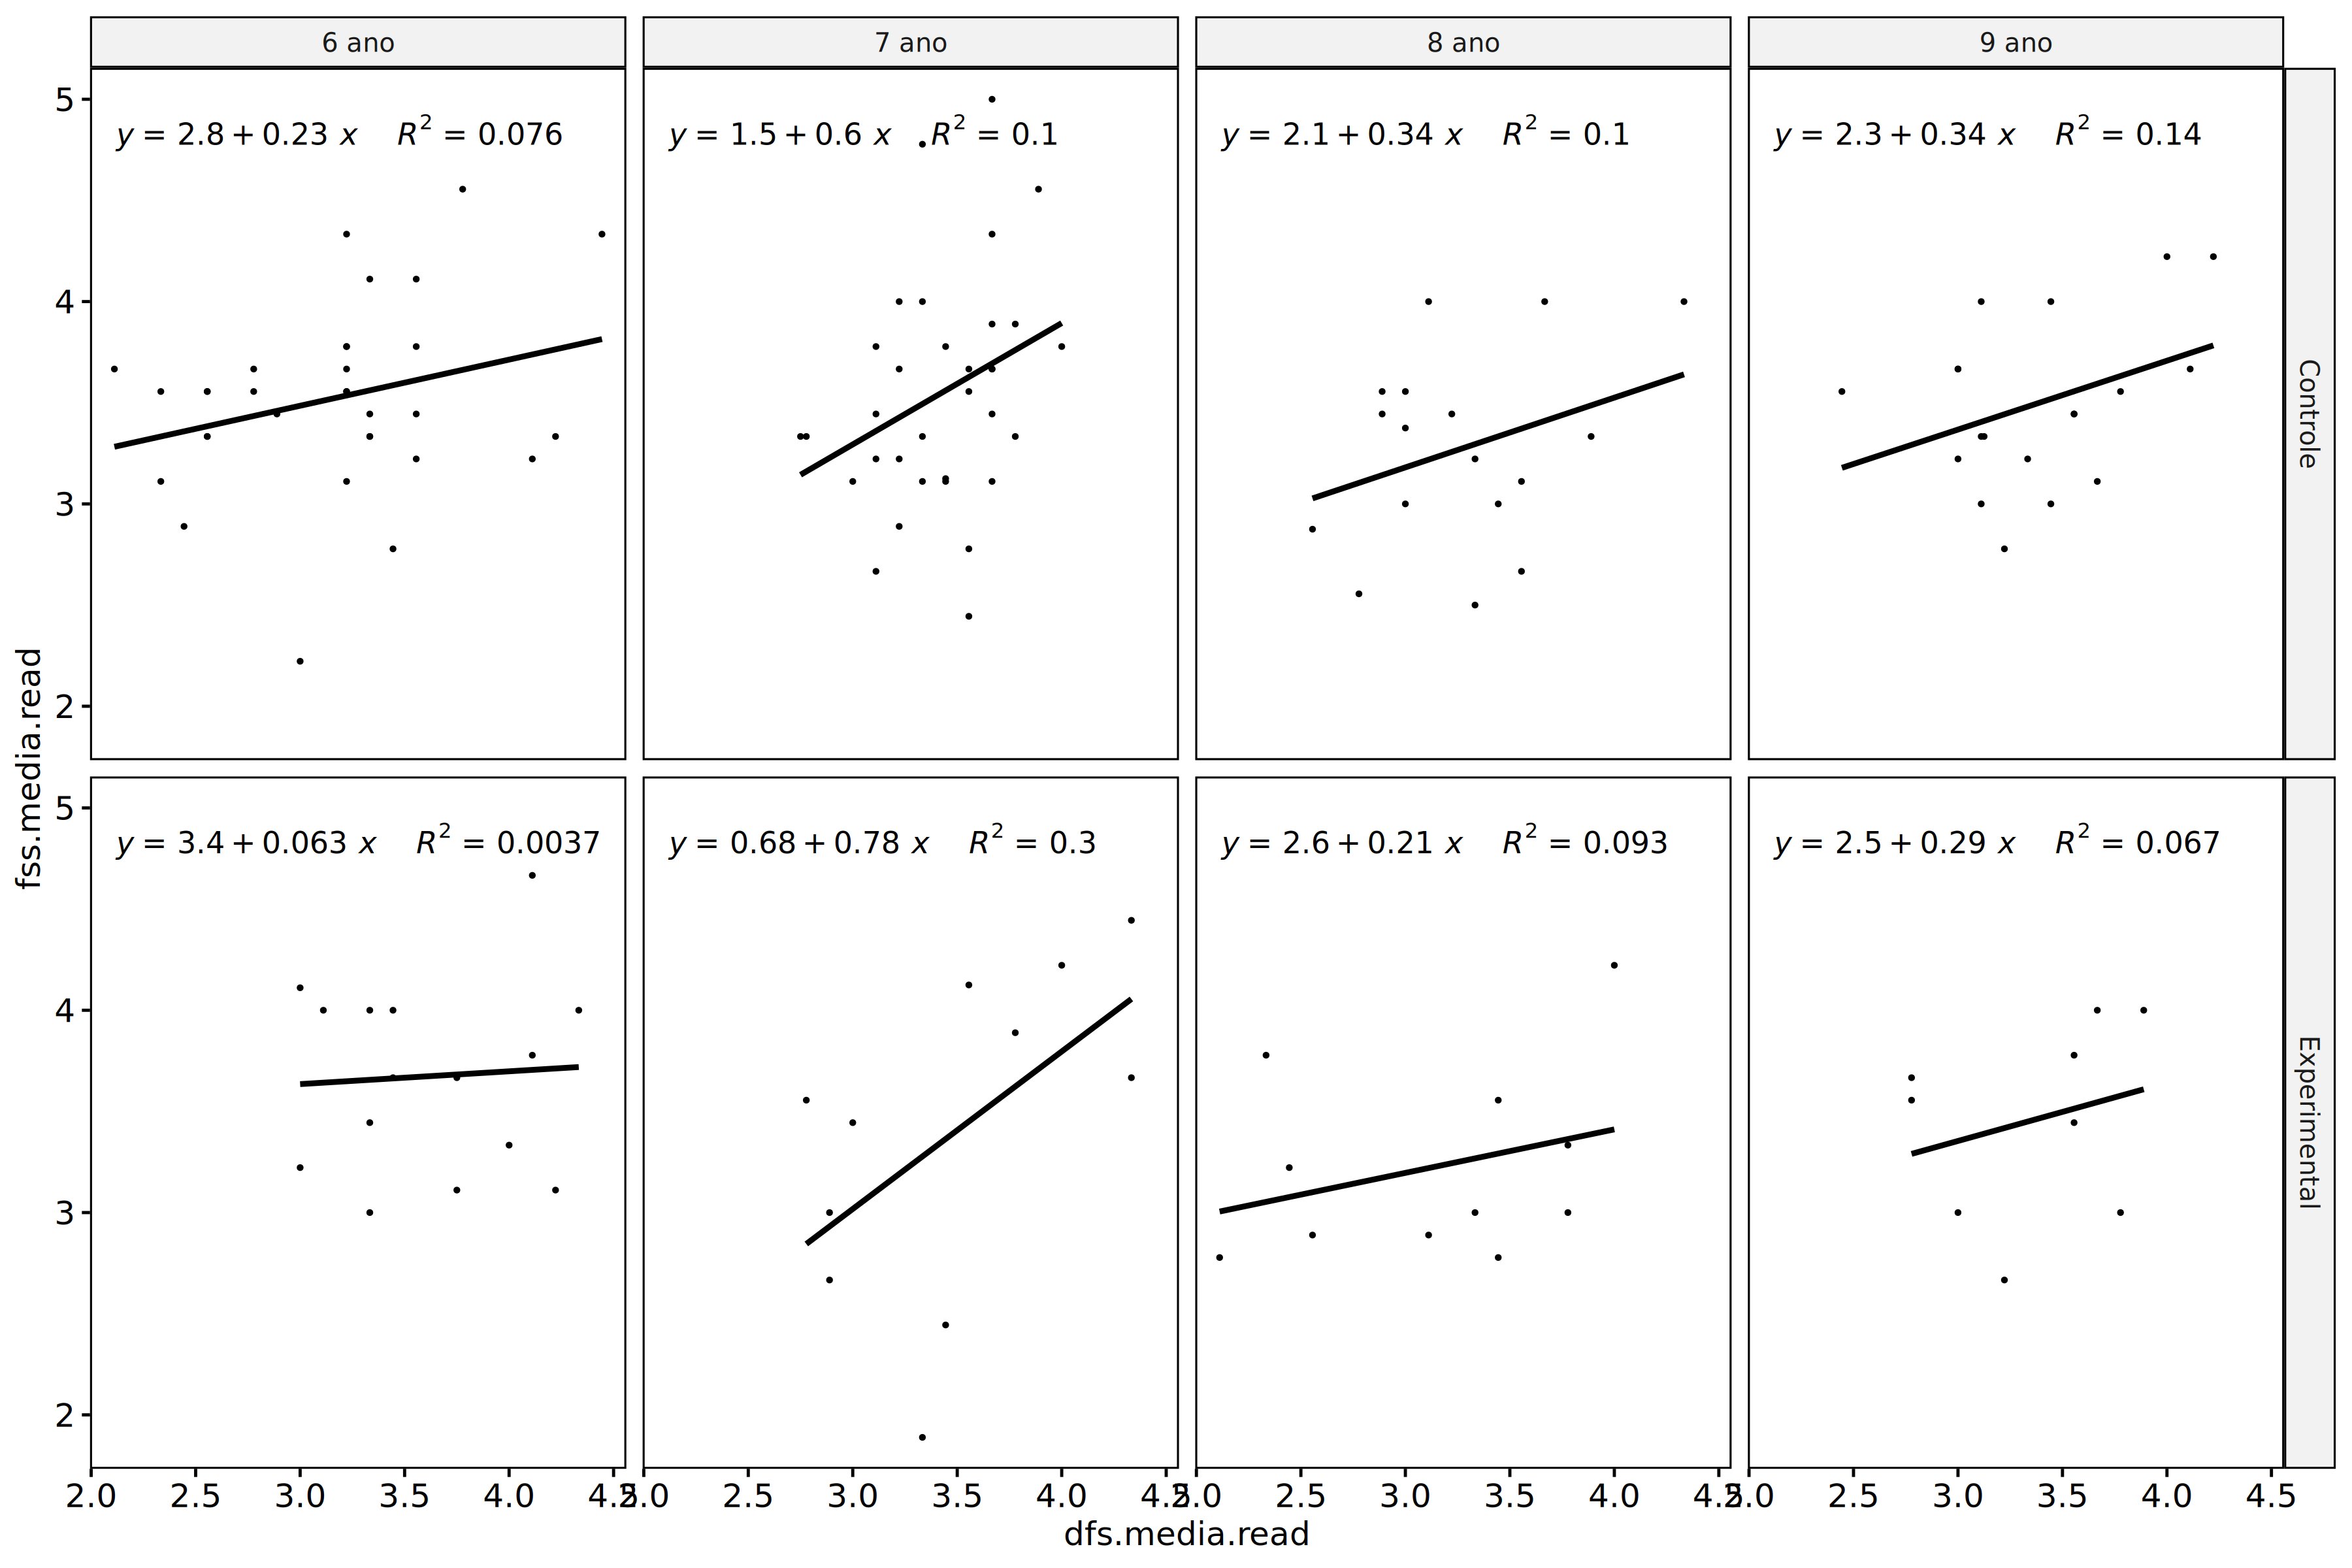 6 ano 7 ano 8 ano 9 ano
5
y = 2.8 + 0.23 x R² = 0.076
y = 1.5 + 0.6 x R² = 0.1
y = 2.1 + 0.34 x R² = 0.1
y = 2.3 + 0.34 x R² = 0.14
4
3
2
Controle
fss.media.read
5
y = 3.4 + 0.063 x R² = 0.0037
y = 0.68 + 0.78 x R² = 0.3
y = 2.6 + 0.21 x R² = 0.093
y = 2.5 + 0.29 x R² = 0.067
4
3
2
Experimental
2.0 2.5 3.0 3.5 4.0 4.5 2.0 2.5 3.0 3.5 4.0 4.5 2.0 2.5 3.0 3.5 4.0 4.5 2.0 2.5 3.0 3.5 4.0 4.5
dfs.media.read